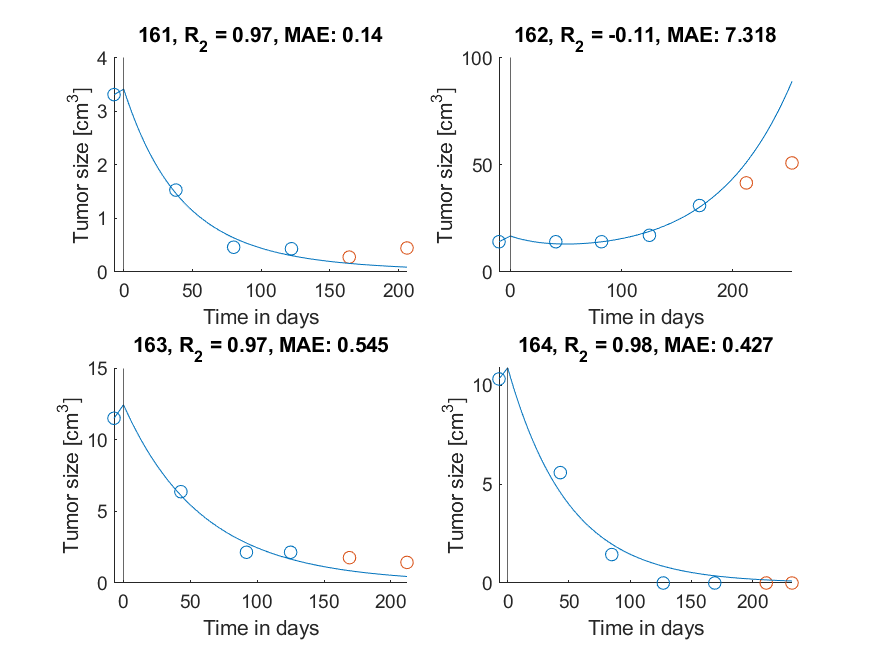 161, R2 = 0.97, MAE: 0.14
Tumor size [cm3]
4
3
2
1
0
0 50 100 150 200
Time in days
162, R2 = -0.11, MAE: 7.318
Tumor size [cm3]
100
50
0
0 100 200
Time in days
163, R2 = 0.97, MAE: 0.545
Tumor size [cm3]
15
10
5
0
0 50 100 150 200
Time in days
164, R2 = 0.98, MAE: 0.427
Tumor size [cm3]
10
5
0
0 50 100 150 200
Time in days